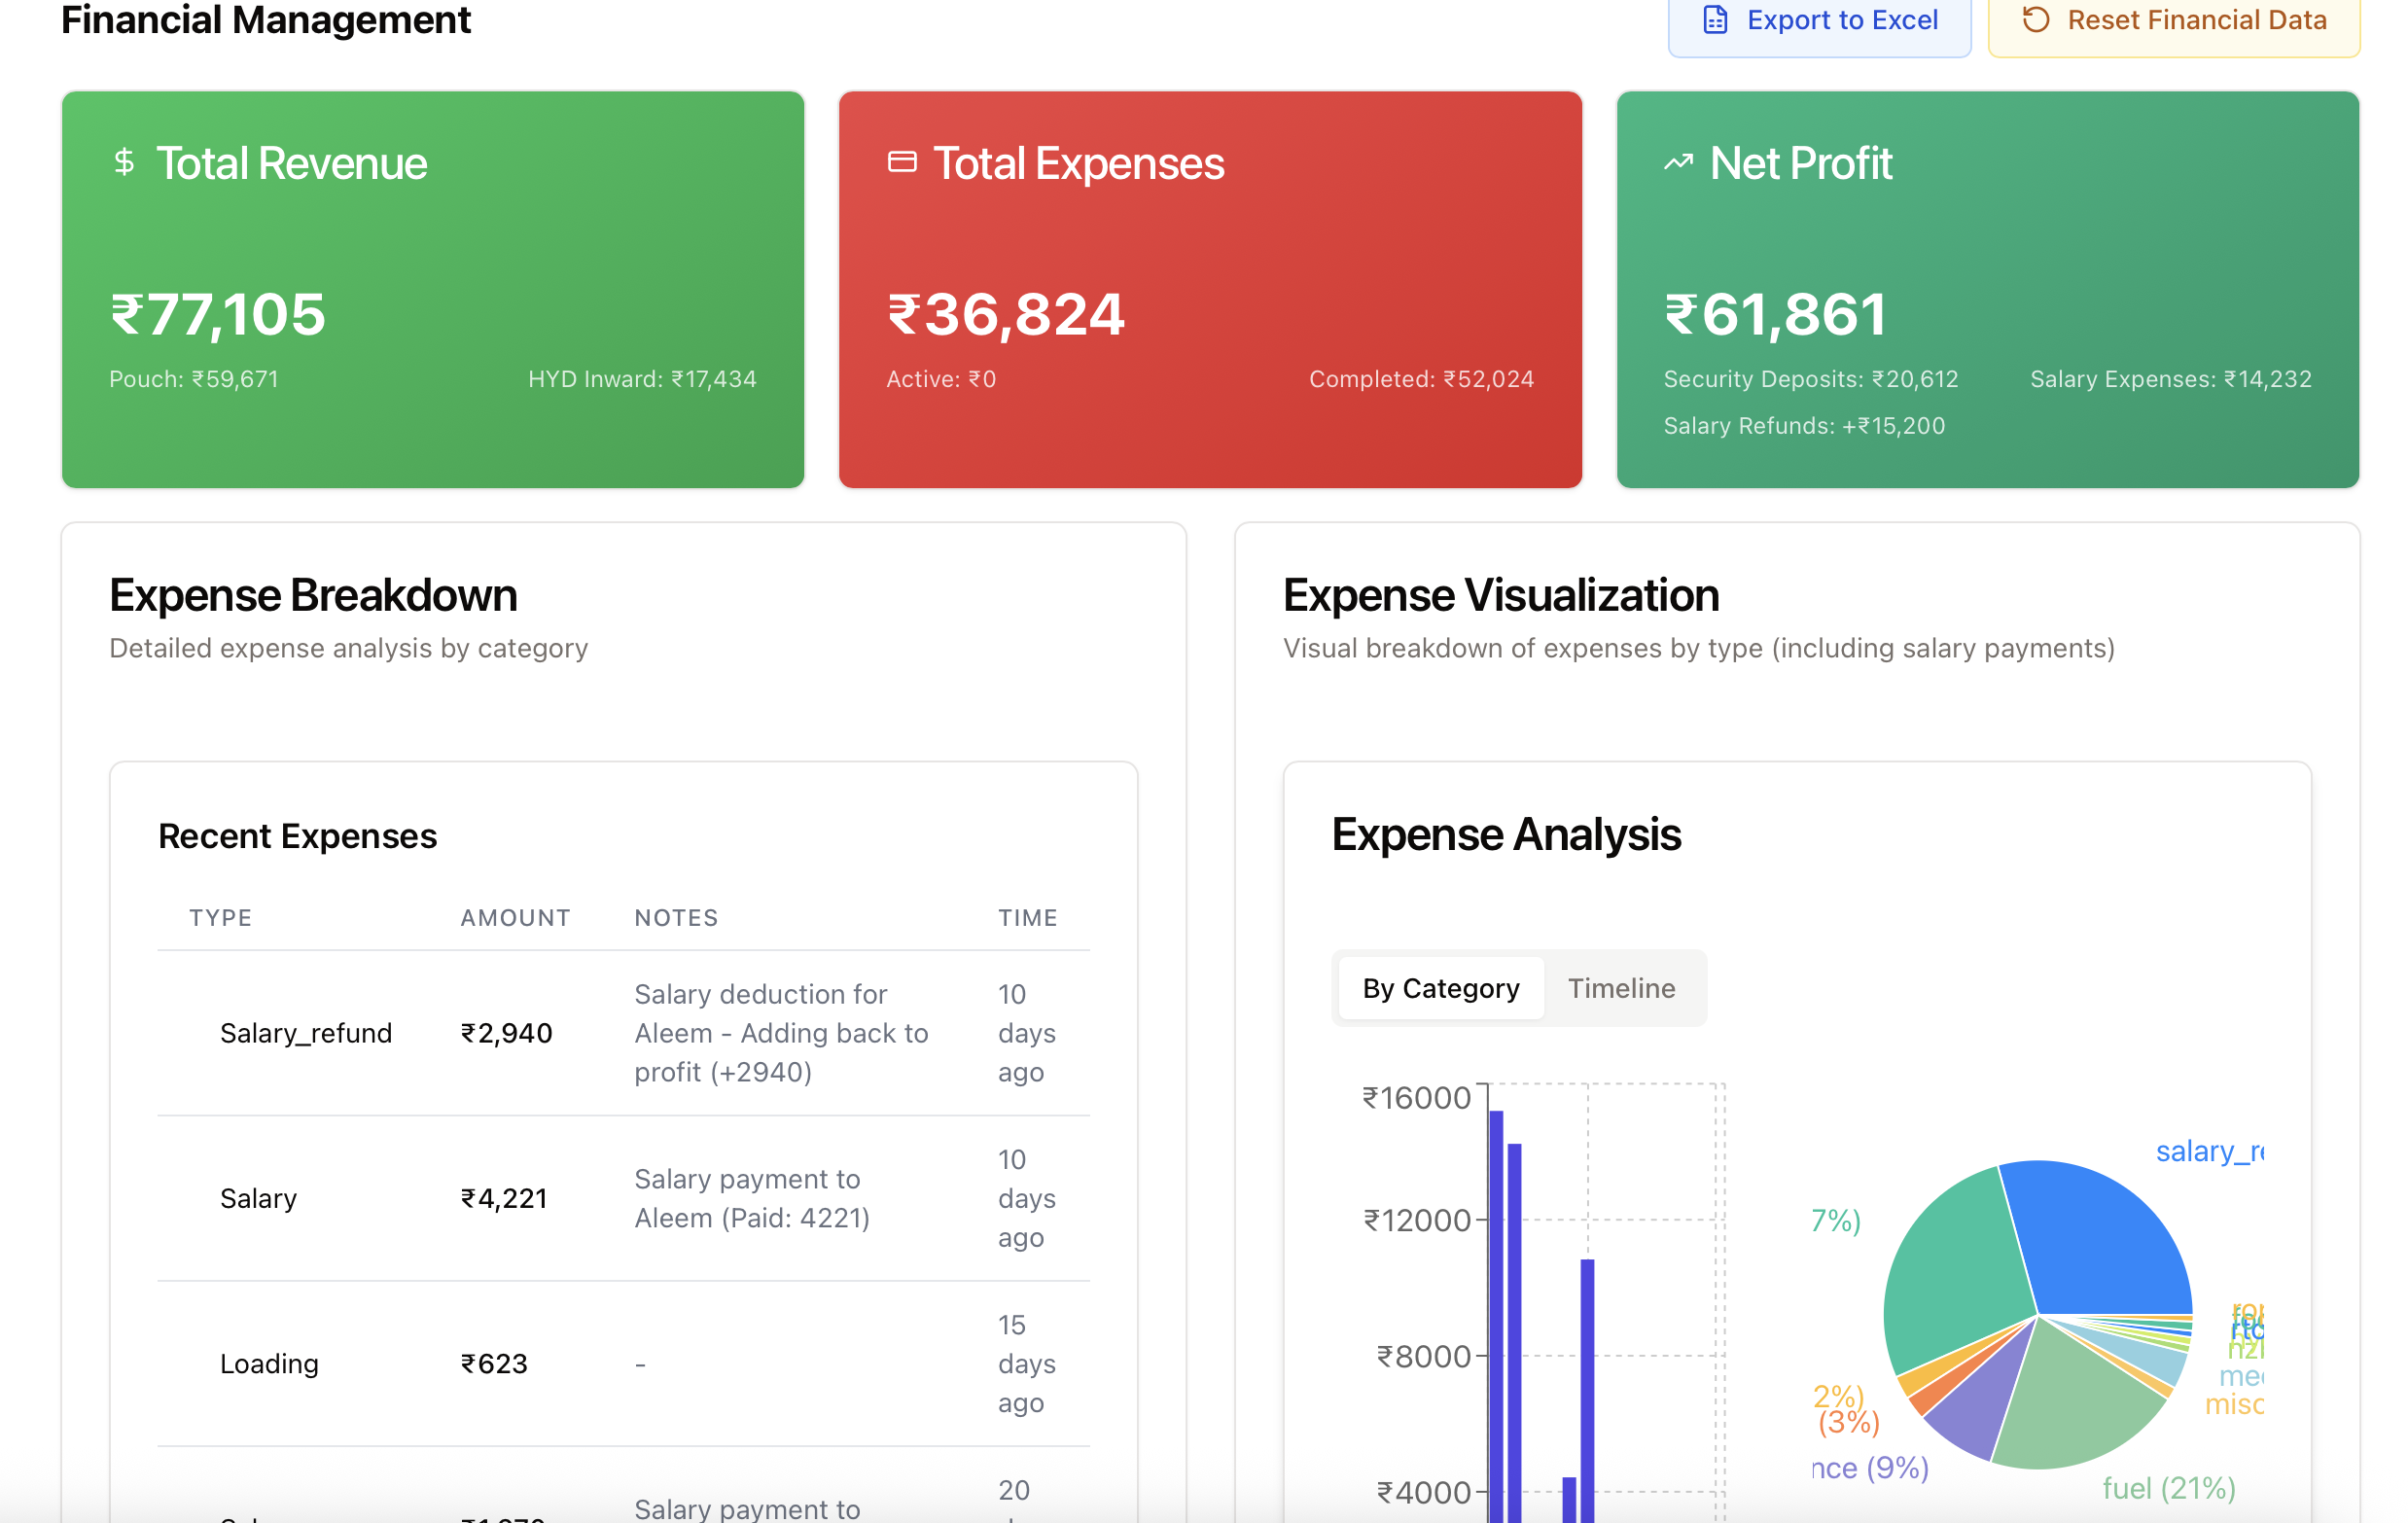 Financial Management
Export to Excel
Reset Financial Data
Total Revenue
₹77,105
Pouch: ₹59,671
HYD Inward: ₹17,434
Total Expenses
₹36,824
Active: ₹0
Completed: ₹52,024
Net Profit
₹61,861
Security Deposits: ₹20,612
Salary Expenses: ₹14,232
Salary Refunds: +₹15,200
Expense Breakdown
Detailed expense analysis by category
Recent Expenses
TYPE AMOUNT NOTES TIME
Salary_refund
₹2,940
Salary deduction for
Aleem - Adding back to
profit (+2940)
10
days
ago
Salary
₹4,221
Salary payment to
Aleem (Paid: 4221)
10
days
ago
Loading
₹623
-
15
days
ago
Salary payment to
20
Expense Visualization
Visual breakdown of expenses by type (including salary payments)
Expense Analysis
By Category
Timeline
₹16000
₹12000
₹8000
₹4000
salary_re
7%)
2%)
(3%)
nce (9%)
fuel (21%)
misc